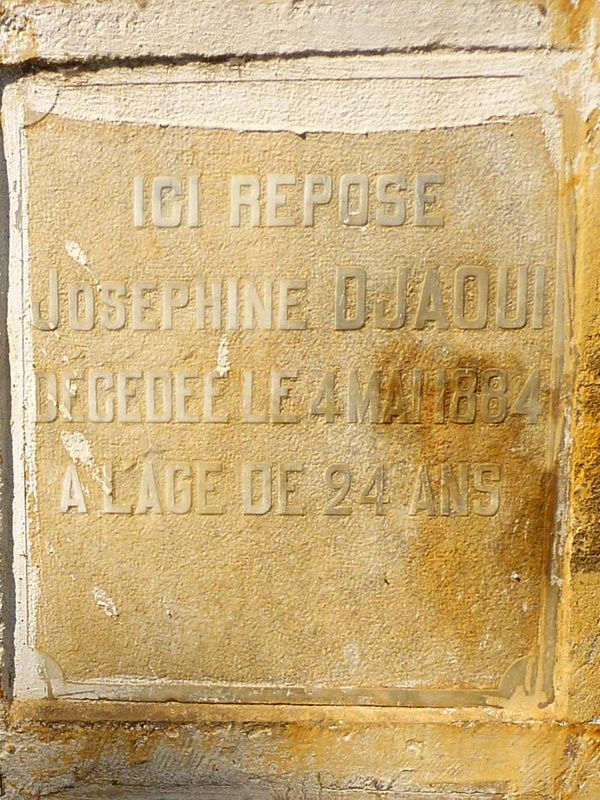 ICI REPOSE
JOSEPHINE DJAOUI
DECEDEE LE 4 MAI 1884
A L'AGE DE 24 ANS